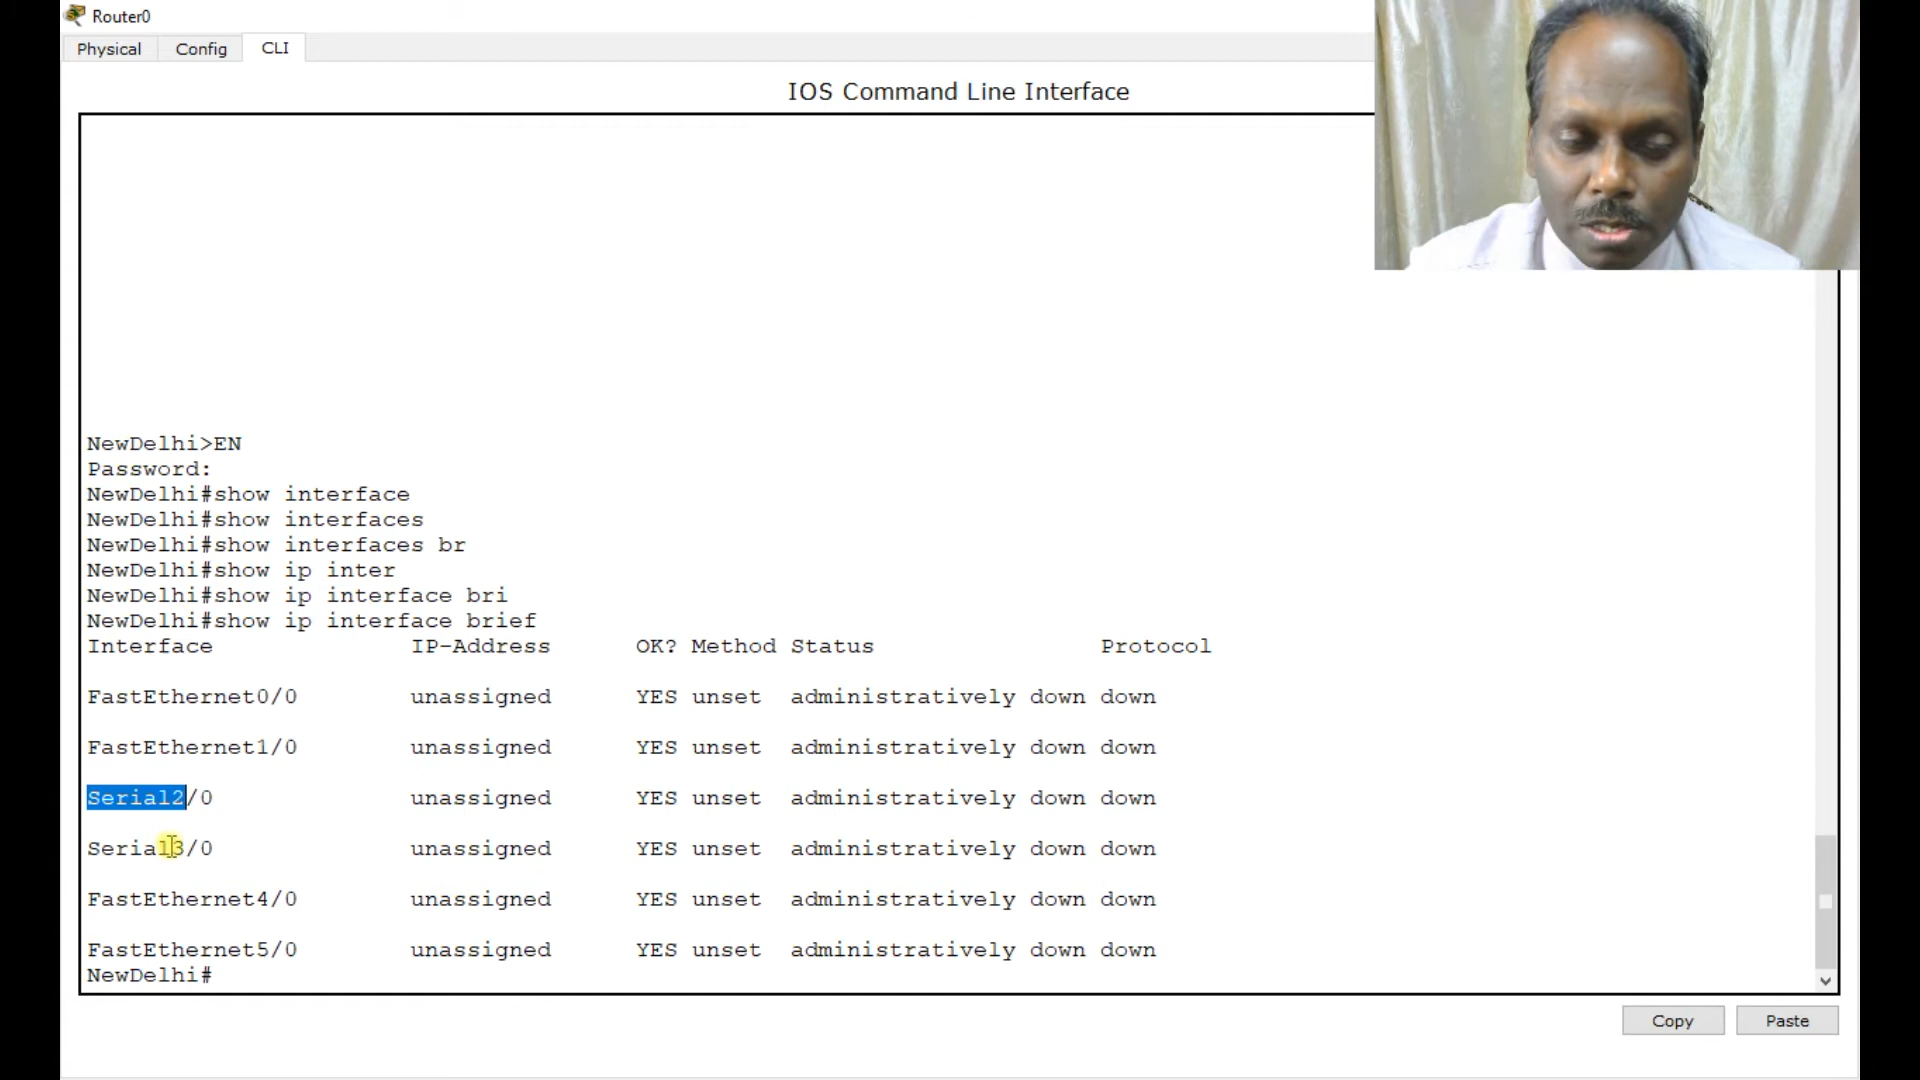 Router0
Physical Config CLI
IOS Command Line Interface
NewDelhi>EN
Password:
NewDelhi#show interface
NewDelhi#show interfaces
NewDelhi#show interfaces br
NewDelhi#show ip inter
NewDelhi#show ip interface bri
NewDelhi#show ip interface brief
Interface IP-Address OK? Method Status Protocol
FastEthernet0/0 unassigned YES unset administratively down down
FastEthernet1/0 unassigned YES unset administratively down down
Serial2/0 unassigned YES unset administratively down down
Serial3/0 unassigned YES unset administratively down down
FastEthernet4/0 unassigned YES unset administratively down down
FastEthernet5/0 unassigned YES unset administratively down down
NewDelhi#
Copy Paste